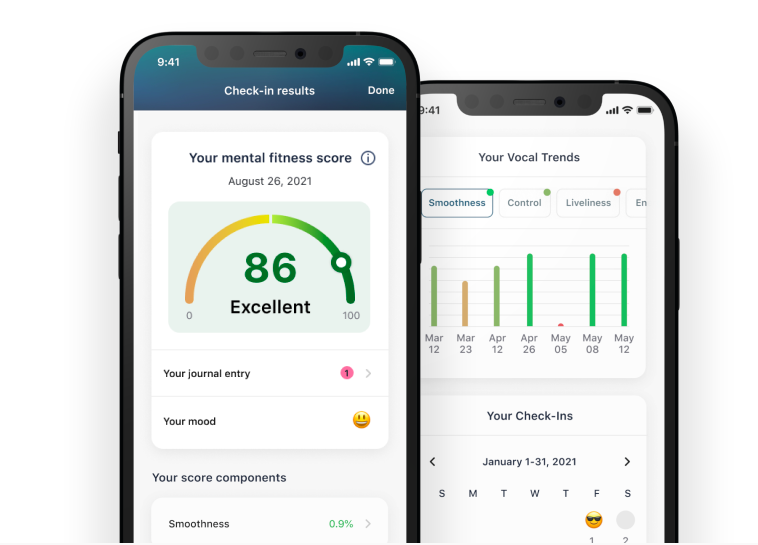 9:41
Check-in results
Done
Your mental fitness score
August 26, 2021
86
Excellent
0
100
Your journal entry
1
Your mood
Your score components
Smoothness
0.9%
9:41
Your Vocal Trends
Smoothness
Control
Liveliness
En
Mar 12
Mar 23
Apr 12
Apr 26
May 05
May 08
May 12
Your Check-Ins
January 1-31, 2021
S M T W T F S
1 2